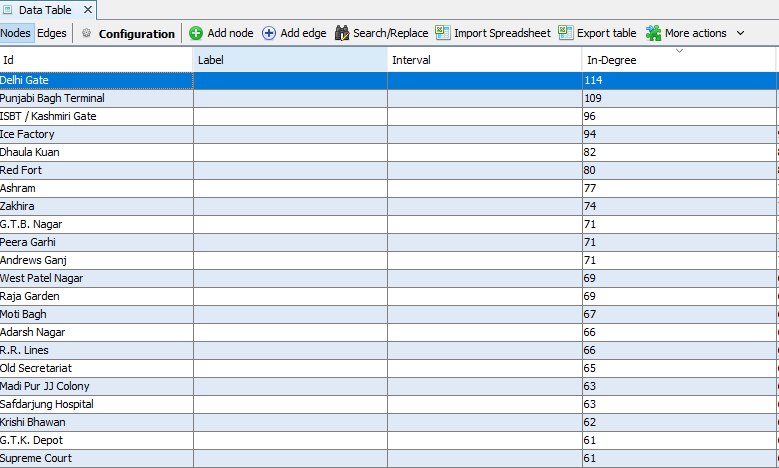 Data Table
Nodes Edges Configuration Add node Add edge Search/Replace Import Spreadsheet Export table More actions
Id Label Interval In-Degree
Delhi Gate 114
Punjabi Bagh Terminal 109
ISBT / Kashmiri Gate 96
Ice Factory 94
Dhaula Kuan 82
Red Fort 80
Ashram 77
Zakhira 74
G.T.B. Nagar 71
Peera Garhi 71
Andrews Ganj 71
West Patel Nagar 69
Raja Garden 69
Moti Bagh 67
Adarsh Nagar 66
R.R. Lines 66
Old Secretariat 65
Madi Pur JJ Colony 63
Safdarjung Hospital 63
Krishi Bhawan 62
G.T.K. Depot 61
Supreme Court 61